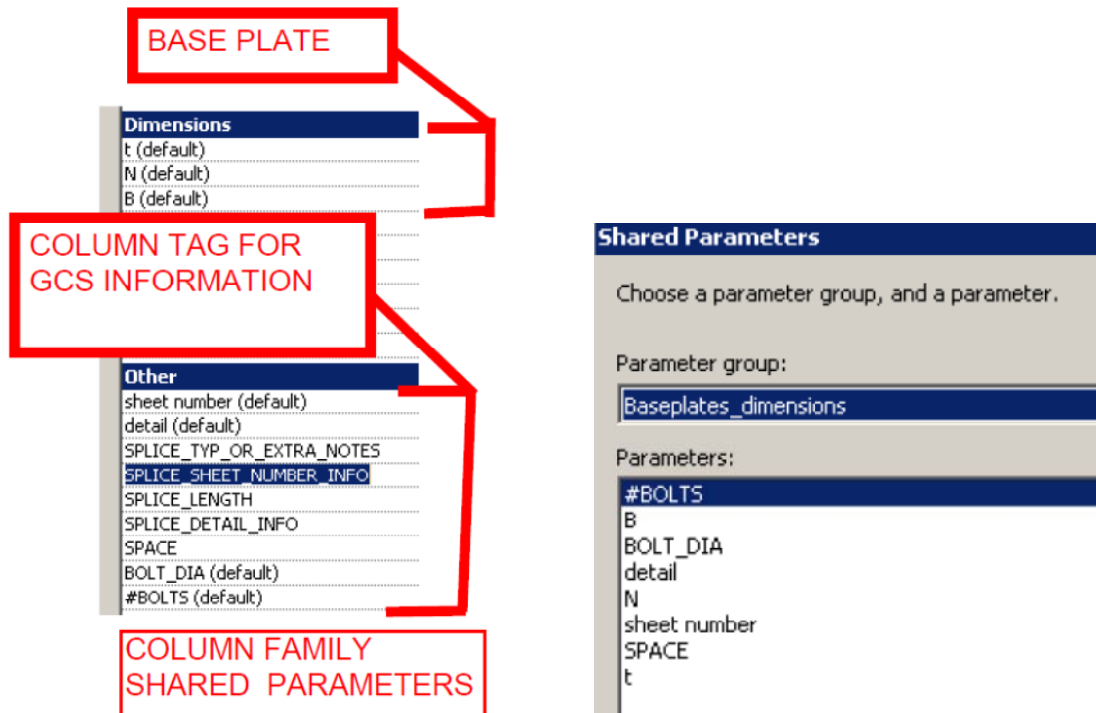 BASE PLATE
Dimensions
t (default)
N (default)
B (default)
COLUMN TAG FOR
GCS INFORMATION
Other
sheet number (default)
detail (default)
SPLICE_TYP_OR_EXTRA_NOTES
SPLICE_SHEET_NUMBER_INFO
SPLICE_LENGTH
SPLICE_DETAIL_INFO
SPACE
BOLT_DIA (default)
#BOLTS (default)
COLUMN FAMILY
SHARED PARAMETERS
Shared Parameters
Choose a parameter group, and a parameter.
Parameter group:
Baseplates_dimensions
Parameters:
#BOLTS
B
BOLT_DIA
detail
N
sheet number
SPACE
t